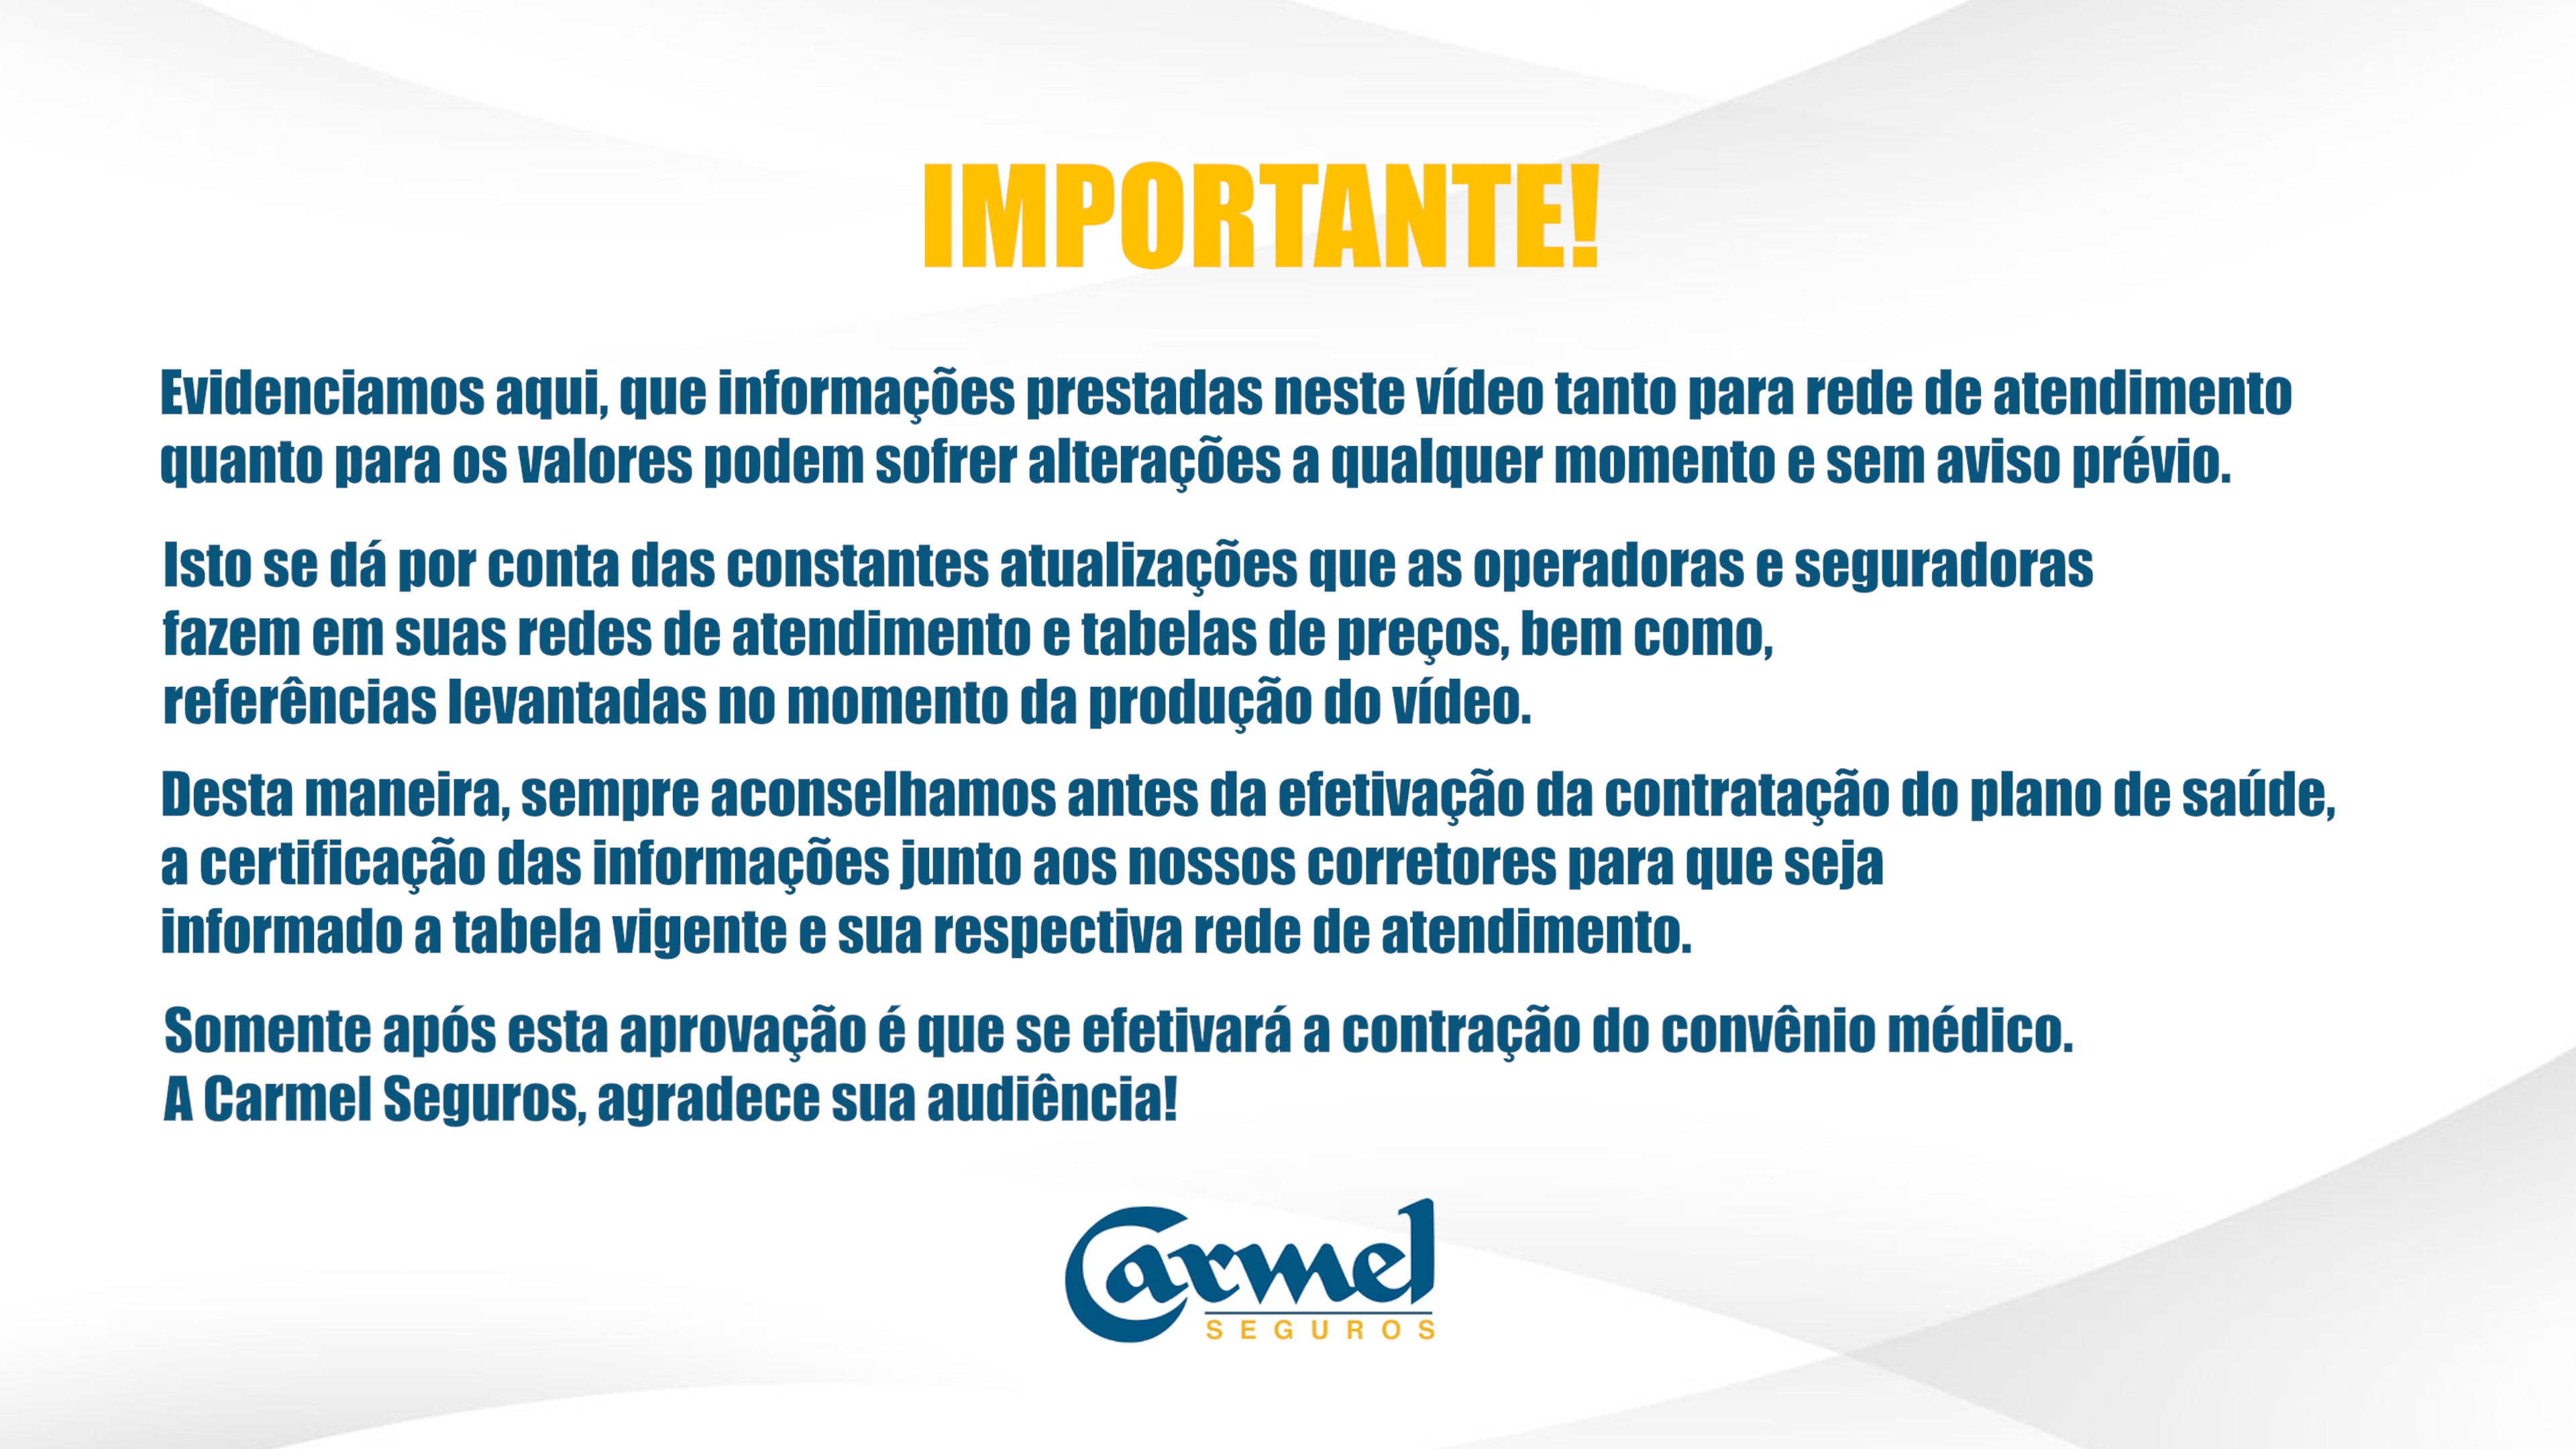 IMPORTANTE!
Evidenciamos aqui, que informações prestadas neste vídeo tanto para rede de atendimento
quanto para os valores podem sofrer alterações a qualquer momento e sem aviso prévio.
Isto se dá por conta das constantes atualizações que as operadoras e seguradoras
fazem em suas redes de atendimento e tabelas de preços, bem como,
referências levantadas no momento da produção do vídeo.
Desta maneira, sempre aconselhamos antes da efetivação da contratação do plano de saúde,
a certificação das informações junto aos nossos corretores para que seja
informado a tabela vigente e sua respectiva rede de atendimento.
Somente após esta aprovação é que se efetivará a contração do convênio médico.
A Carmel Seguros, agradece sua audiência!
Carmel
SEGUROS